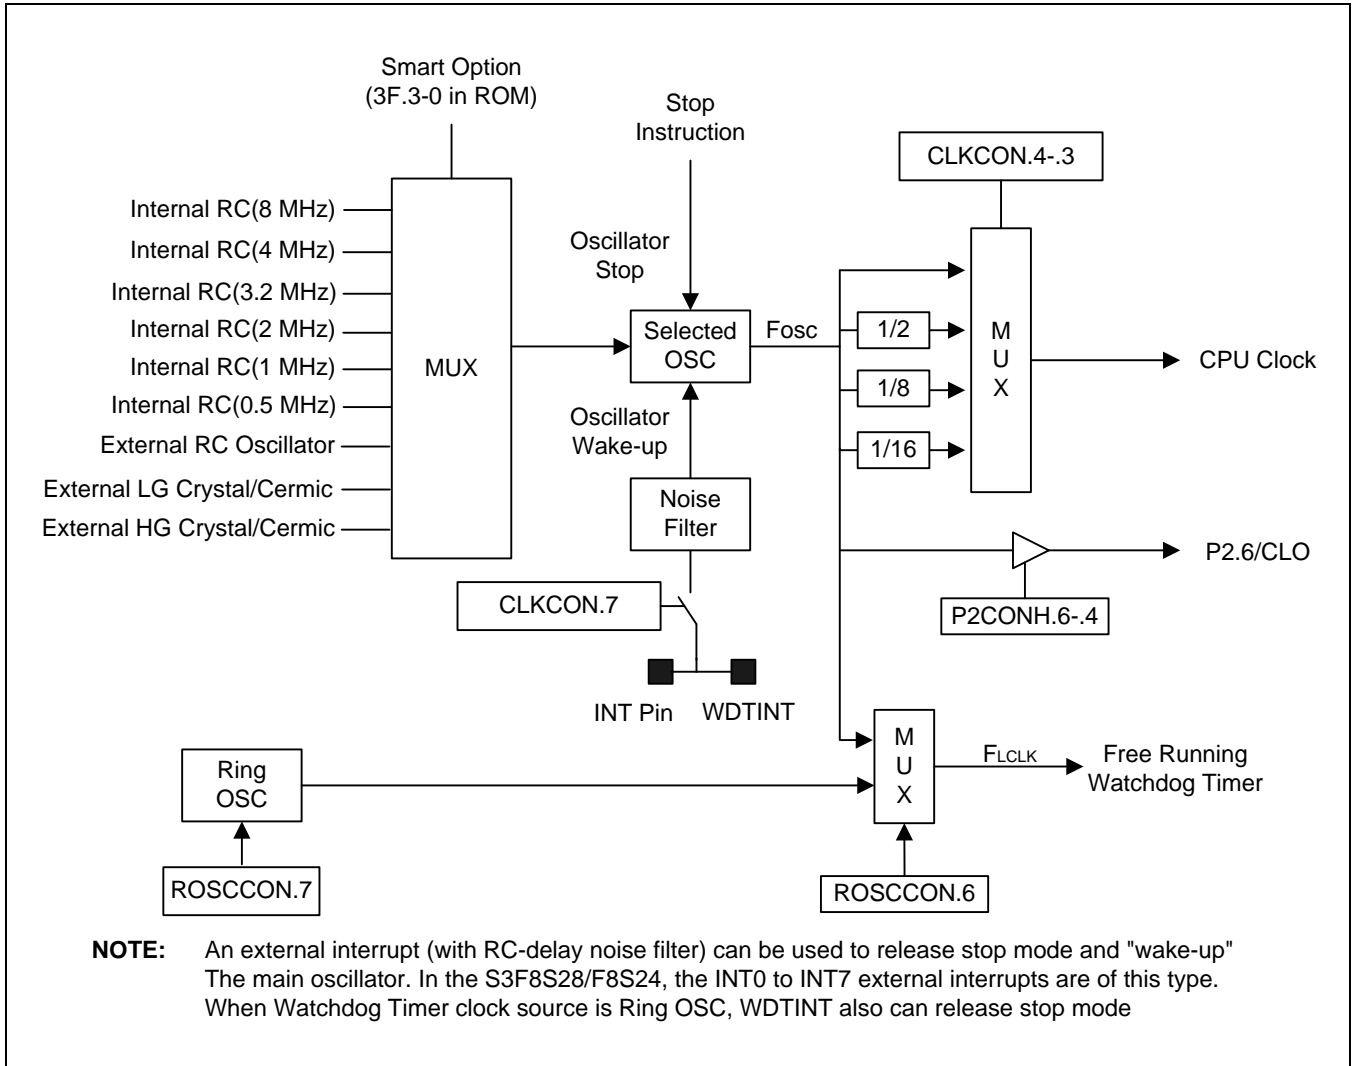 Smart Option
(3F.3-0 in ROM)
Stop
Instruction
CLKCON.4-.3
Internal RC(8 MHz)
Internal RC(4 MHz)
Internal RC(3.2 MHz)
Internal RC(2 MHz)
Internal RC(1 MHz)
Internal RC(0.5 MHz)
External RC Oscillator
External LG Crystal/Cermic
External HG Crystal/Cermic
MUX
Oscillator
Stop
Selected
OSC
Fosc
1/2
1/8
1/16
M
U
X
CPU Clock
Oscillator
Wake-up
Noise
Filter
CLKCON.7
INT Pin
WDTINT
P2.6/CLO
P2CONH.6-.4
Ring
OSC
ROSCCON.7
M
U
X
FLCLK
Free Running
Watchdog Timer
ROSCCON.6
NOTE: An external interrupt (with RC-delay noise filter) can be used to release stop mode and "wake-up"
The main oscillator. In the S3F8S28/F8S24, the INT0 to INT7 external interrupts are of this type.
When Watchdog Timer clock source is Ring OSC, WDTINT also can release stop mode